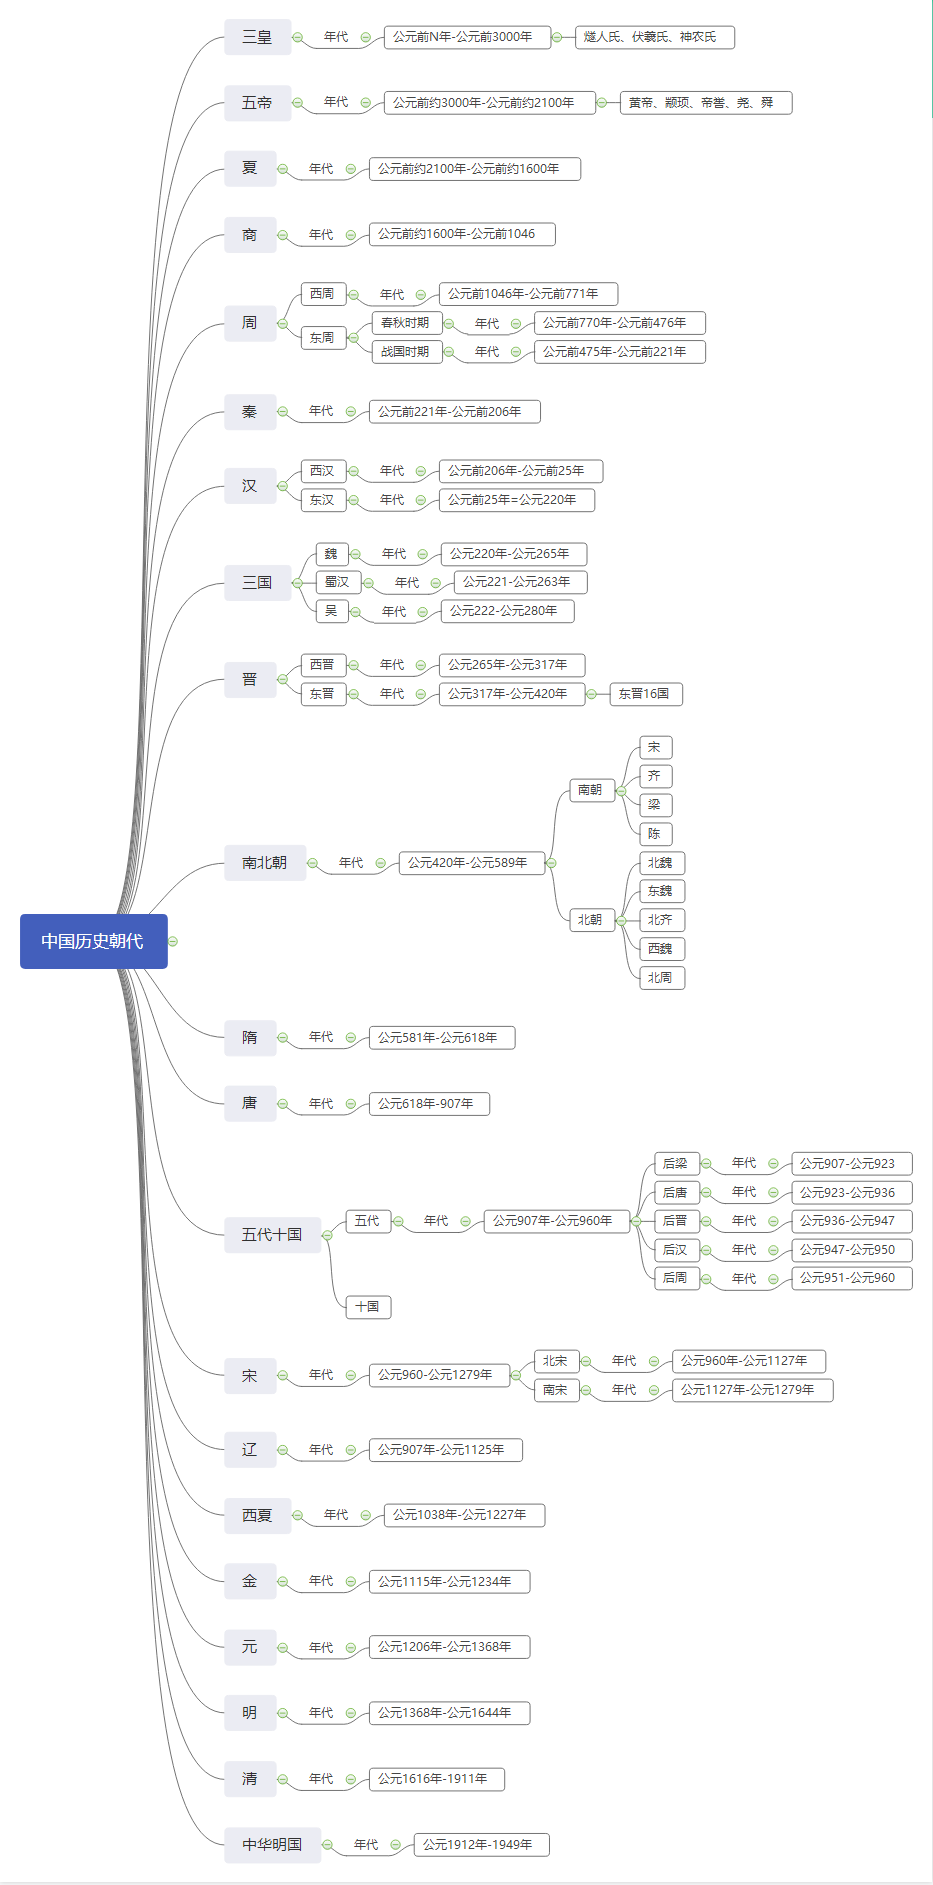 三皇
年代
公元前N年-公元前3000年
燧人氏、伏羲氏、神农氏
五帝
年代
公元前约3000年-公元前约2100年
黄帝、颛顼、帝喾、尧、舜
夏
年代
公元前约2100年-公元前约1600年
商
年代
公元前约1600年-公元前1046
周
西周
年代
公元前1046年-公元前771年
东周
春秋时期
年代
公元前770年-公元前476年
战国时期
年代
公元前475年-公元前221年
秦
年代
公元前221年-公元前206年
汉
西汉
年代
公元前206年-公元前25年
东汉
年代
公元前25年=公元220年
三国
魏
年代
公元220年-公元265年
蜀汉
年代
公元221-公元263年
吴
年代
公元222-公元280年
晋
西晋
年代
公元265年-公元317年
东晋
年代
公元317年-公元420年
东晋16国
南北朝
年代
公元420年-公元589年
南朝
宋
齐
梁
陈
北朝
北魏
东魏
北齐
西魏
北周
中国历史朝代
隋
年代
公元581年-公元618年
唐
年代
公元618年-907年
五代十国
五代
年代
公元907年-公元960年
后梁
年代
公元907-公元923
后唐
年代
公元923-公元936
后晋
年代
公元936-公元947
后汉
年代
公元947-公元950
后周
年代
公元951-公元960
十国
宋
年代
公元960-公元1279年
北宋
年代
公元960年-公元1127年
南宋
年代
公元1127年-公元1279年
辽
年代
公元907年-公元1125年
西夏
年代
公元1038年-公元1227年
金
年代
公元1115年-公元1234年
元
年代
公元1206年-公元1368年
明
年代
公元1368年-公元1644年
清
年代
公元1616年-1911年
中华明国
年代
公元1912年-1949年